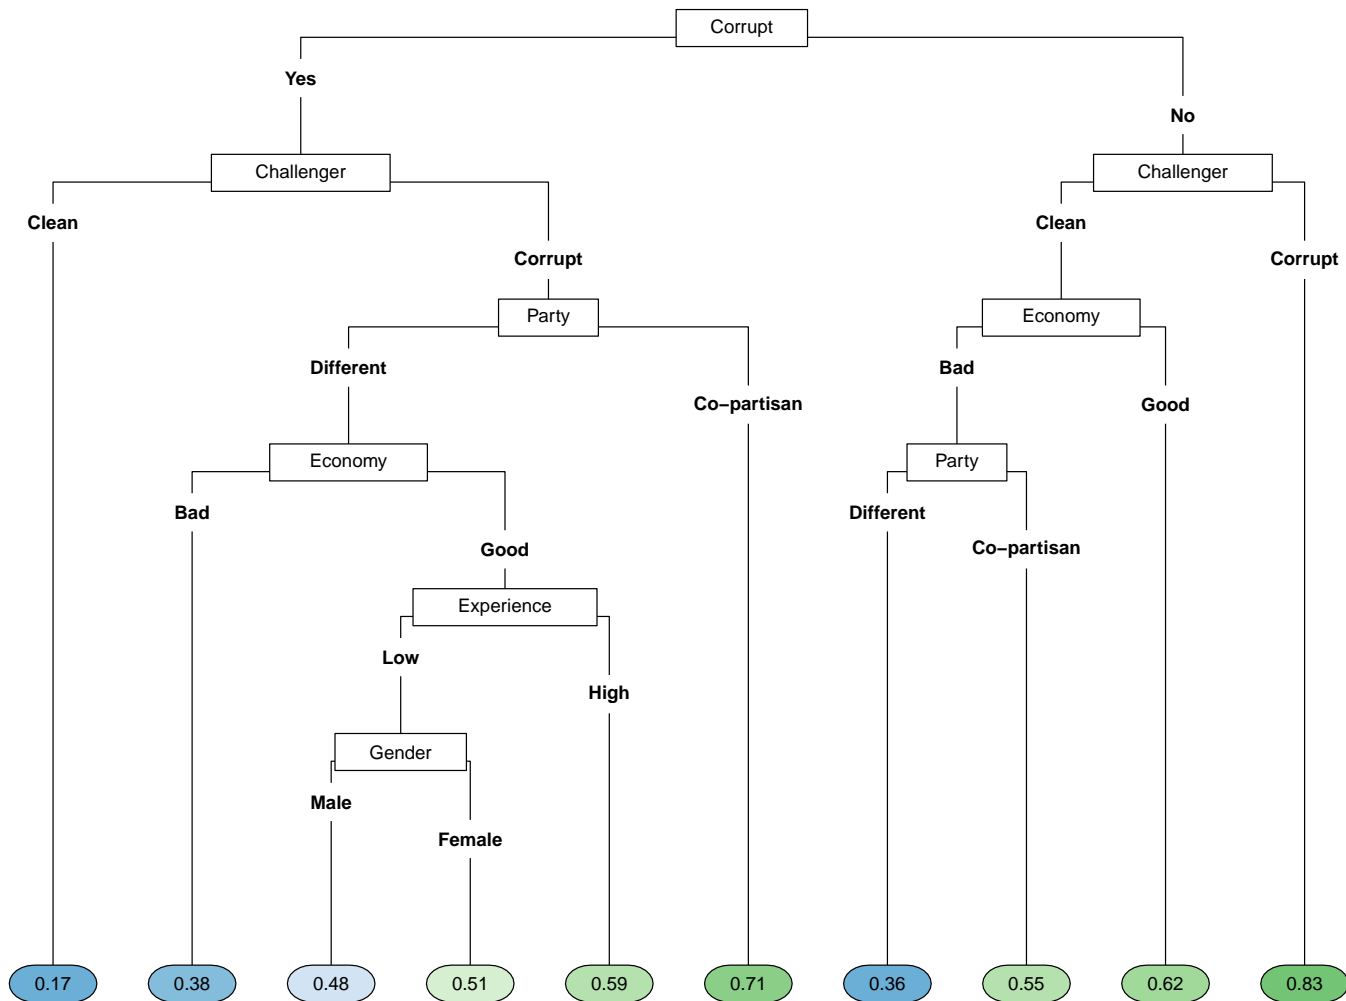 Corrupt
Yes
No
Challenger
Challenger
Clean
Clean
Corrupt
Corrupt
Party
Economy
Different
Bad
Co−partisan
Good
Economy
Party
Bad
Different
Good
Co−partisan
Experience
Low
High
Gender
Male
Female
0.17
0.38
0.48
0.51
0.59
0.71
0.36
0.55
0.62
0.83